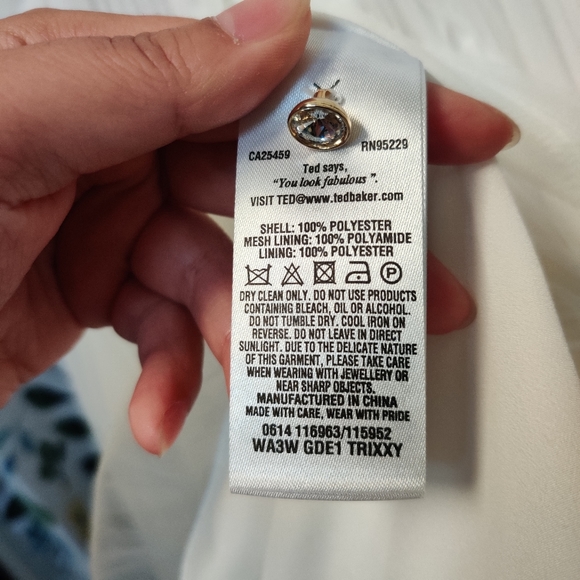 CA25459 RN95229
Ted says,
"You look fabulous ".
VISIT TED@www.tedbaker.com
SHELL: 100% POLYESTER
MESH LINING: 100% POLYAMIDE
LINING: 100% POLYESTER
P
DRY CLEAN ONLY. DO NOT USE PRODUCTS
CONTAINING BLEACH, OIL OR ALCOHOL.
DO NOT TUMBLE DRY. COOL IRON ON
REVERSE. DO NOT LEAVE IN DIRECT
SUNLIGHT. DUE TO THE DELICATE NATURE
OF THIS GARMENT, PLEASE TAKE CARE
WHEN WEARING WITH JEWELLERY OR
NEAR SHARP OBJECTS.
MANUFACTURED IN CHINA
MADE WITH CARE, WEAR WITH PRIDE
0614 116963/115952
WA3W GDE1 TRIXXY